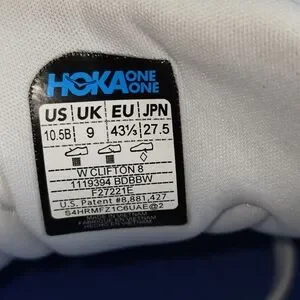 HOKA ONE ONE
US UK EU JPN
10.5B 9 43⅓ 27.5
W CLIFTON 8
1119394 BDBBW
F27221E
U.S. Patent #8,881,427
S4HRMFZ1C6UAE@2